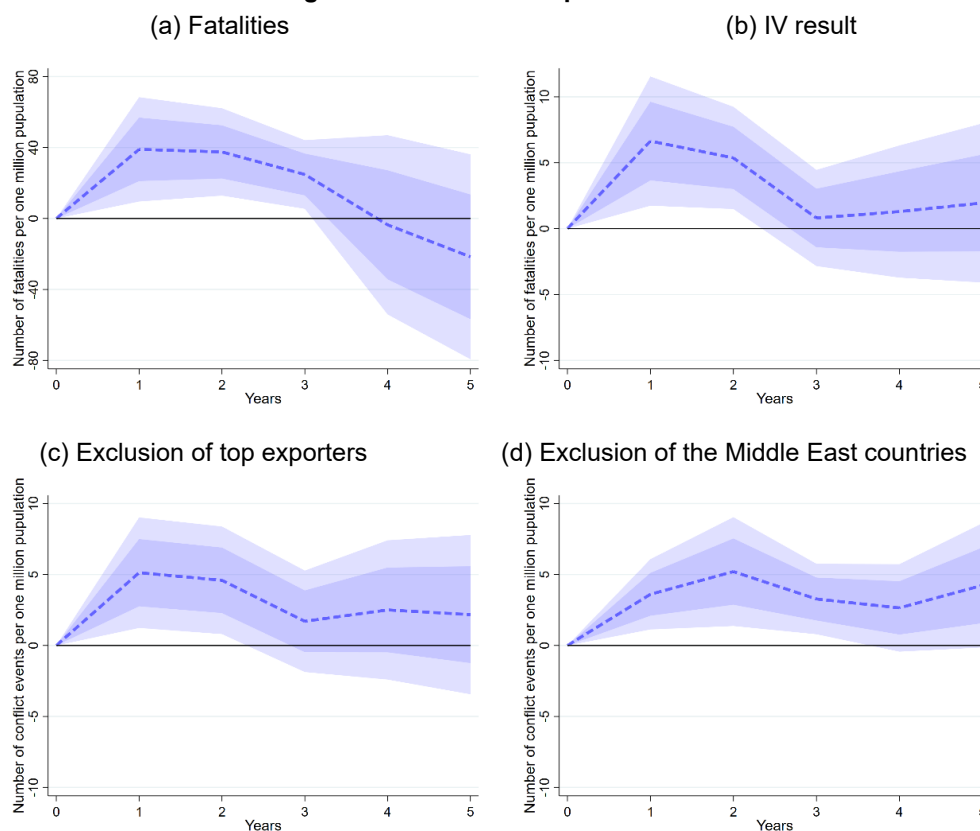 (a) Fatalities
(b) IV result
Number of fatalities per one million pupulation
80
40
0
-40
-80
0 1 2 3 4 5
Years
Number of fatalities per one million pupulation
10
5
0
-5
-10
0 1 2 3 4
Years
(c) Exclusion of top exporters
(d) Exclusion of the Middle East countries
Number of conflict events per one million pupulation
10
5
0
-5
-10
0 1 2 3 4 5
Years
Number of conflict events per one million pupulation
10
5
0
-5
-10
0 1 2 3 4
Years